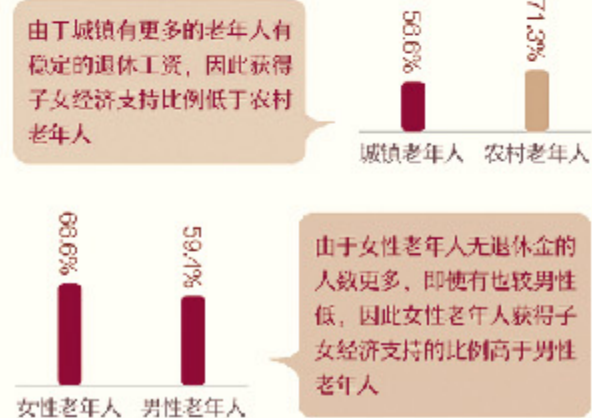 由于城镇有更多的老年人有
稳定的退休工资，因此获得
子女经济支持比例低于农村
老年人
71.3%
城镇老年人 农村老年人
59.4%
由于女性老年人无退休金的
人数更多，即使有也较男性
低，因此女性老年人获得子
女经济支持的比例高于男性
老年人
女性老年人 男性老年人